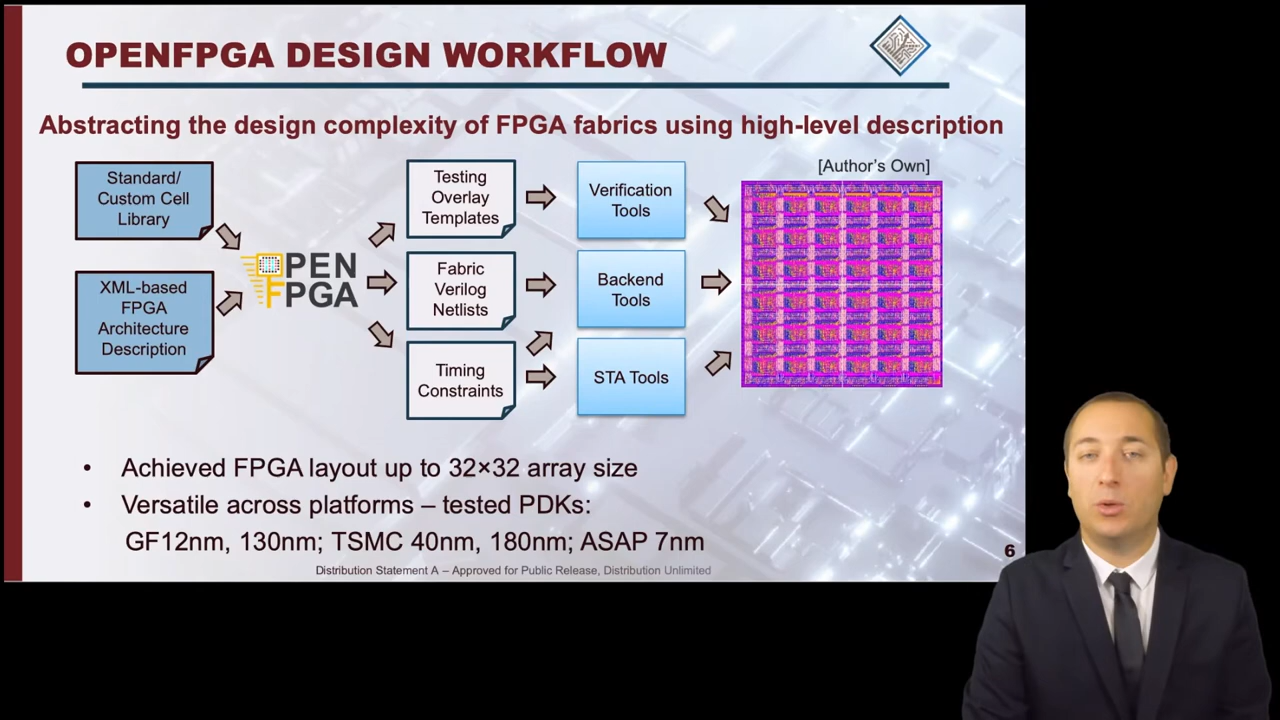 OPENFPGA DESIGN WORKFLOW
Abstracting the design complexity of FPGA fabrics using high-level description
[Author's Own]
Standard/
Custom Cell
Library
XML-based
FPGA
Architecture
Description
OPEN
FPGA
Testing
Overlay
Templates
Fabric
Verilog
Netlists
Timing
Constraints
Verification
Tools
Backend
Tools
STA Tools
• Achieved FPGA layout up to 32×32 array size
• Versatile across platforms – tested PDKs:
GF12nm, 130nm; TSMC 40nm, 180nm; ASAP 7nm
6
Distribution Statement A – Approved for Public Release, Distribution Unlimited